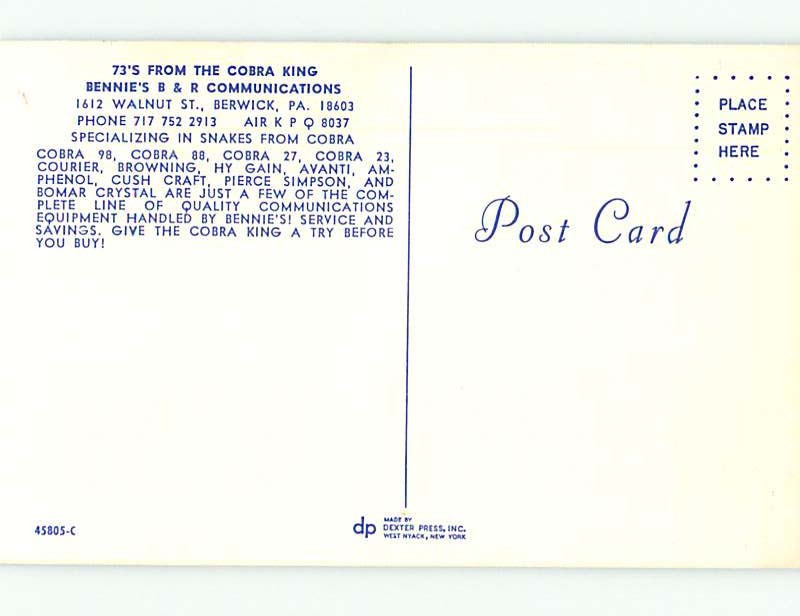 73'S FROM THE COBRA KING
BENNIE'S B & R COMMUNICATIONS
1612 WALNUT ST., BERWICK, PA. 18603
PHONE 717 752 2913 AIR K P Q 8037
SPECIALIZING IN SNAKES FROM COBRA
COBRA 98, COBRA 88, COBRA 27, COBRA 23,
COURIER, BROWNING, HY GAIN, AVANTI, AM-
PHENOL, CUSH CRAFT, PIERCE SIMPSON, AND
BOMAR CRYSTAL ARE JUST A FEW OF THE COM-
PLETE LINE OF QUALITY COMMUNICATIONS
EQUIPMENT HANDLED BY BENNIE'S! SERVICE AND
SAVINGS. GIVE THE COBRA KING A TRY BEFORE
YOU BUY!
PLACE
STAMP
HERE
Post Card
45805-C
dp
MADE BY
DEXTER PRESS, INC.
WEST NYACK, NEW YORK